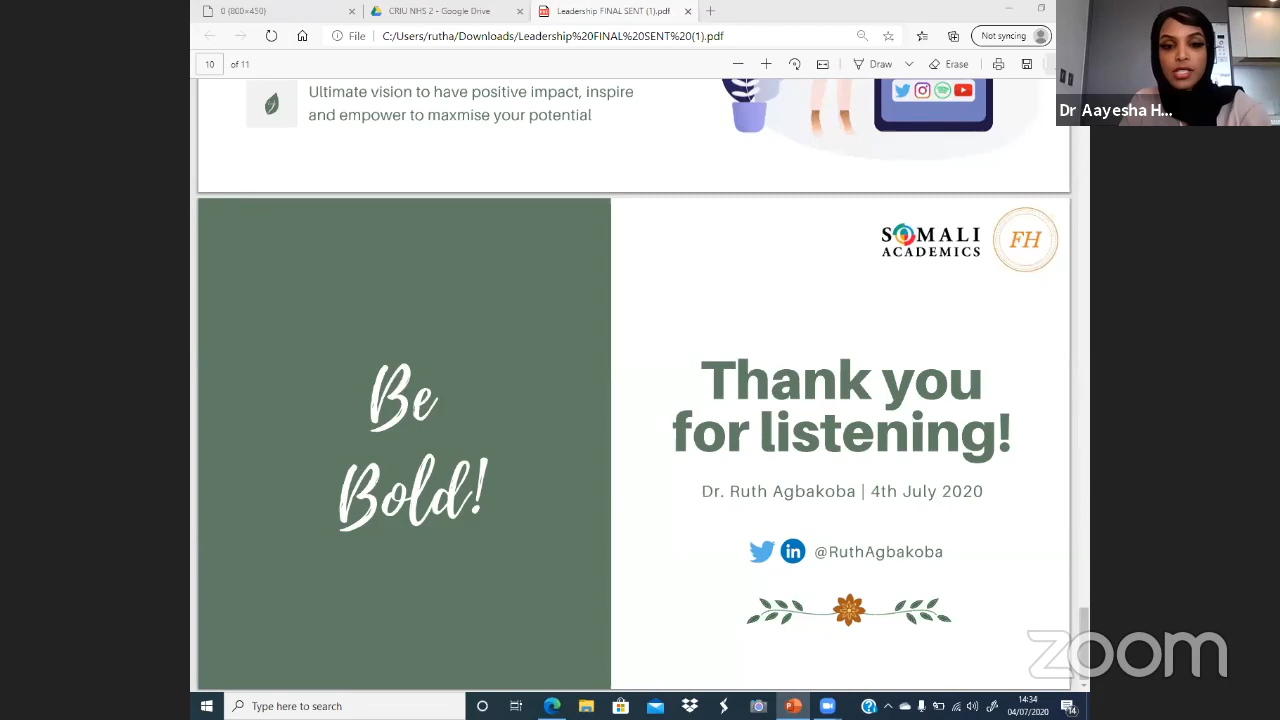 0 (800×450)
CRIU NHS 2 - Google Drive
Leadership FINAL SENT (1).pdf
File
C:/Users/rutha/Downloads/Leadership%20FINAL%20SENT%20(1).pdf
Not syncing
10 of 11
Draw
Erase
Dr Aayesha H...
Ultimate vision to have positive impact, inspire
and empower to maxmise your potential
SOMALI
ACADEMICS
FH
Be
Bold!
Thank you
for listening!
Dr. Ruth Agbakoba | 4th July 2020
in
@RuthAgbakoba
zoom
Type here to search
14:34
04/07/2020
14